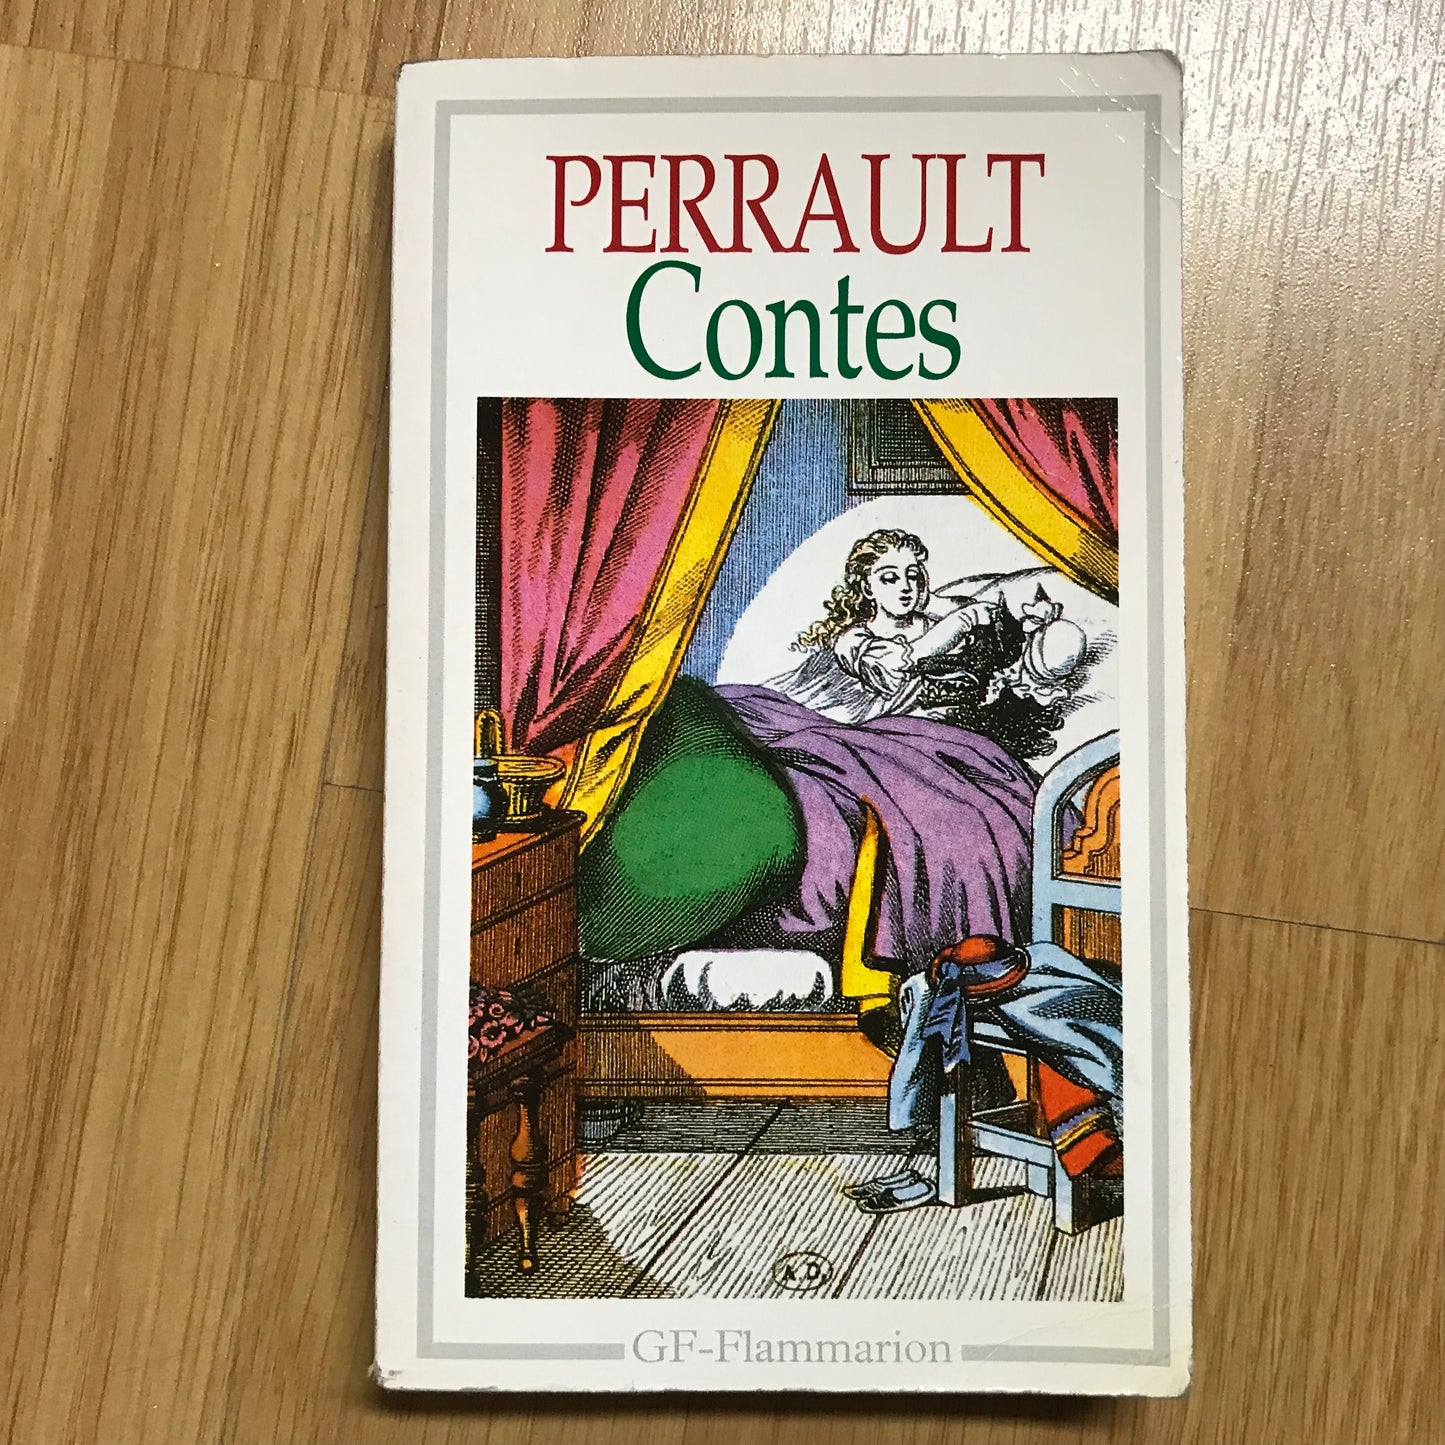 PERRAULT
Contes
A.D.
GF-Flammarion